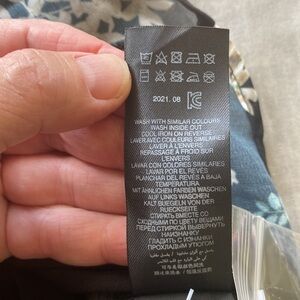 2021. 08
WASH WITH SIMILAR COLOURS
WASH INSIDE OUT
COOL IRON ON REVERSE
LAVER AVEC COULEURS SIMILAIRES
LAVER À L'ENVERS
REPASSAGE À FROID SUR
L'ENVERS
LAVAR CON COLORES SIMILARES
LAVAR POR EL REVÉS
PLANCHAR DEL REVÉS A BAJA
TEMPERATURA
MIT ÄHNLICHEN FARBEN WASCHEN
AUF LINKS WASCHEN
KALT BUEGELN VON DER
RUECKSEITE
СТИРАТЬ ВМЕСТЕ СО
СХОДНЫМИ ПО ЦВЕТУ ВЕЩАМИ
ПЕРЕД СТИРКОЙ ВЫВЕРНУТЬ
НАИЗНАНКУ
ГЛАДИТЬ С ИЗНАНКИ
ПРОХЛАДНЫМ УТЮГОМ